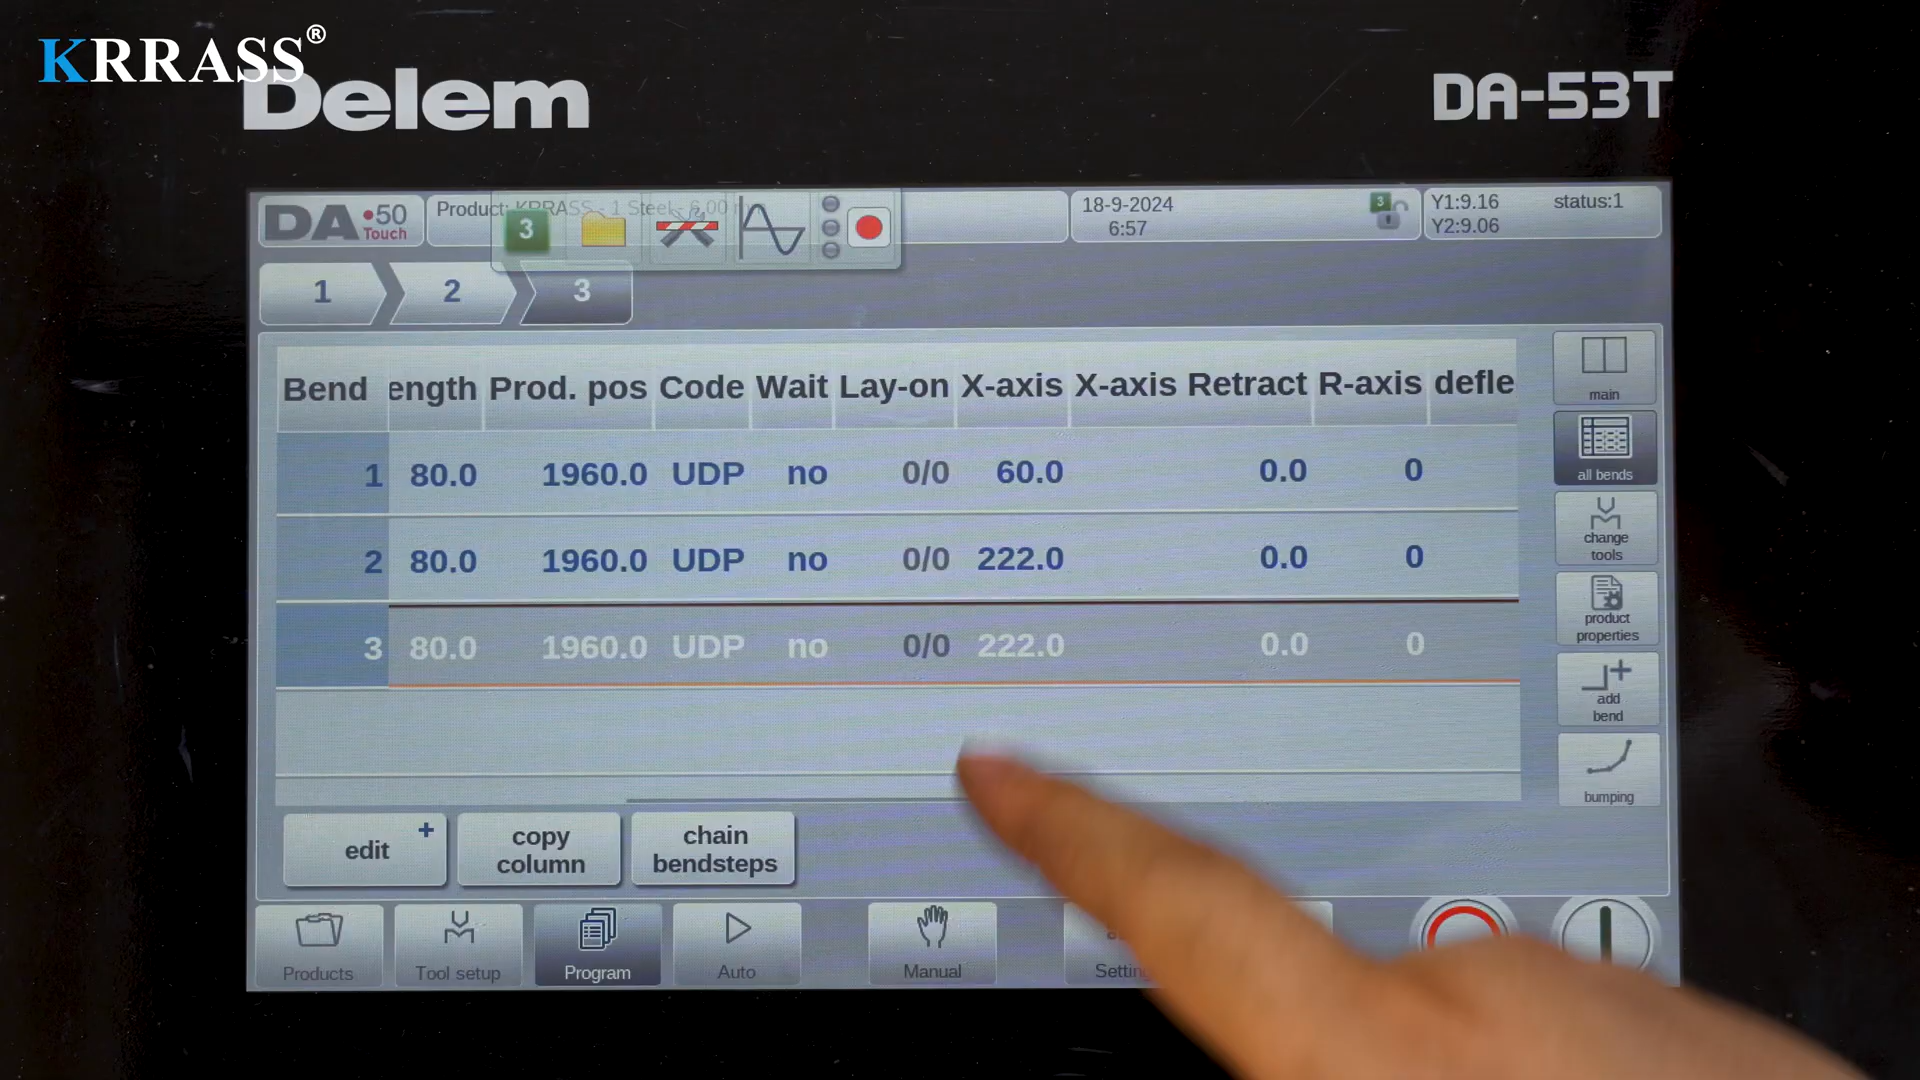 KRRASS®
Delem
DA-53T
DA•50 Touch
Product: KRRASS - 1 Steel - 6.00
3
18-9-2024
6:57
3
Y1:9.16
Y2:9.06
status:1
1
2
3
Bend ength Prod. pos Code Wait Lay-on X-axis X-axis Retract R-axis defle
1 80.0 1960.0 UDP no 0/0 60.0 0.0 0
2 80.0 1960.0 UDP no 0/0 222.0 0.0 0
3 80.0 1960.0 UDP no 0/0 222.0 0.0 0
main
all bends
change
tools
product
properties
add
bend
bumping
edit +
copy
column
chain
bendsteps
Products
Tool setup
Program
Auto
Manual
Settin